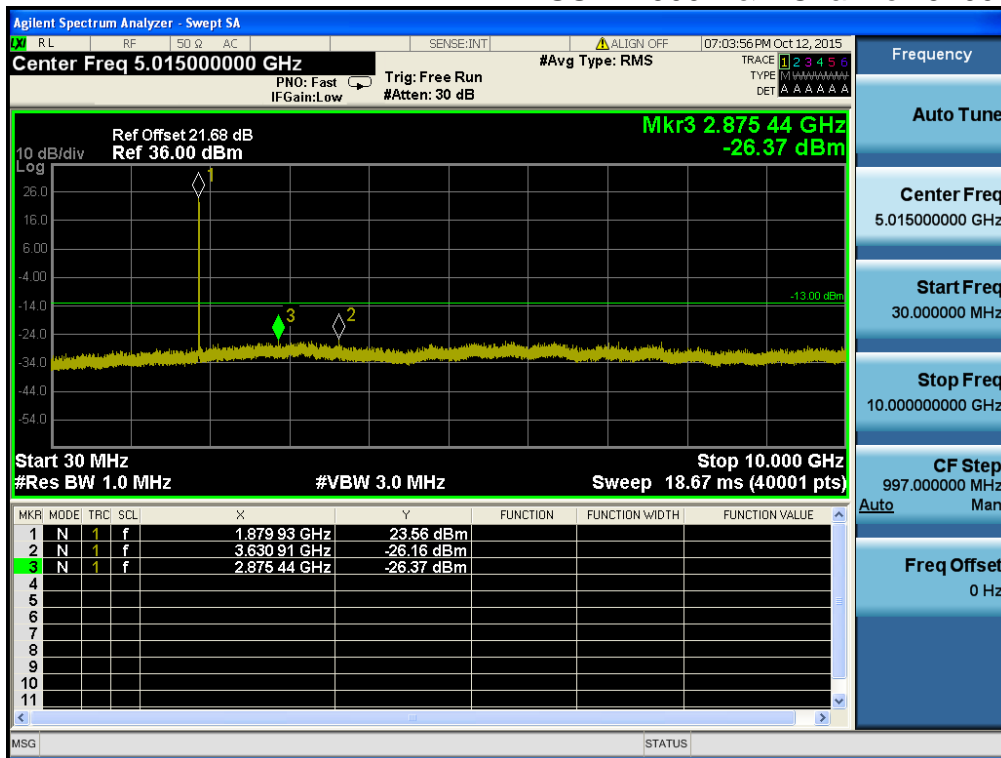 Agilent Spectrum Analyzer - Swept SA
LXI RL RF 50 Ω AC SENSE:INT ALIGN OFF 07:03:56 PM Oct 12, 2015
Center Freq 5.015000000 GHz
PNO: Fast
IFGain:Low
Trig: Free Run
#Atten: 30 dB
#Avg Type: RMS
TRACE 1 2 3 4 5 6
TYPE M WWWWW
DET A A A A A A
Mkr3 2.875 44 GHz
-26.37 dBm
Ref Offset 21.68 dB
10 dB/div Ref 36.00 dBm
Log
26.0
16.0
6.00
-4.00
-14.0
-24.0
-34.0
-44.0
-54.0
1
3
2
-13.00 dBm
Start 30 MHz Stop 10.000 GHz
#Res BW 1.0 MHz #VBW 3.0 MHz Sweep 18.67 ms (40001 pts)
MKR MODE TRC SCL X Y FUNCTION FUNCTION WIDTH FUNCTION VALUE
1 N 1 f 1.879 93 GHz 23.56 dBm
2 N 1 f 3.630 91 GHz -26.16 dBm
3 N 1 f 2.875 44 GHz -26.37 dBm
4
5
6
7
8
9
10
11
MSG STATUS
Frequency
Auto Tune
Center Freq
5.015000000 GHz
Start Freq
30.000000 MHz
Stop Freq
10.000000000 GHz
CF Step
997.000000 MHz
Auto Man
Freq Offset
0 Hz